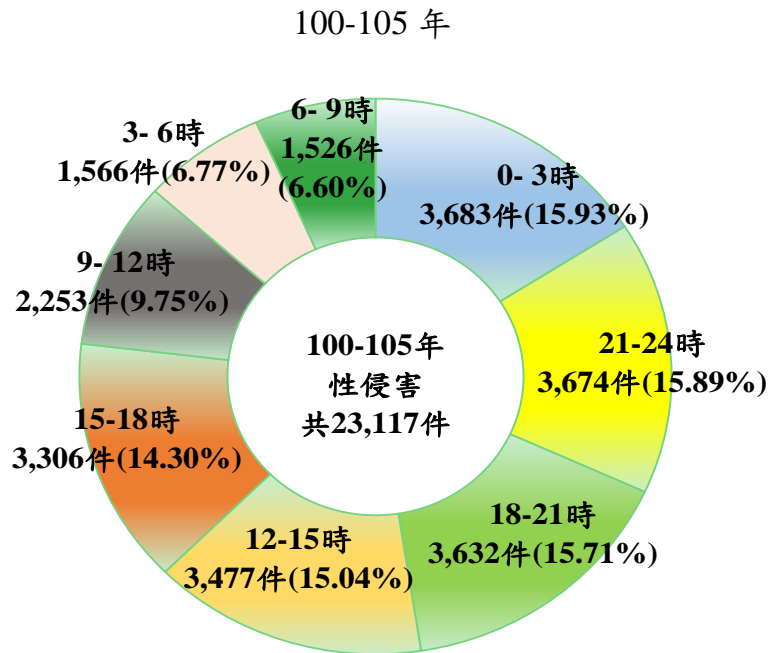 100-105 年
6- 9時
1,526件
(6.60%)
3- 6時
1,566件(6.77%)
0- 3時
3,683件(15.93%)
9- 12時
2,253件(9.75%)
21-24時
3,674件(15.89%)
100-105年
性侵害
共23,117件
15-18時
3,306件(14.30%)
18-21時
3,632件(15.71%)
12-15時
3,477件(15.04%)